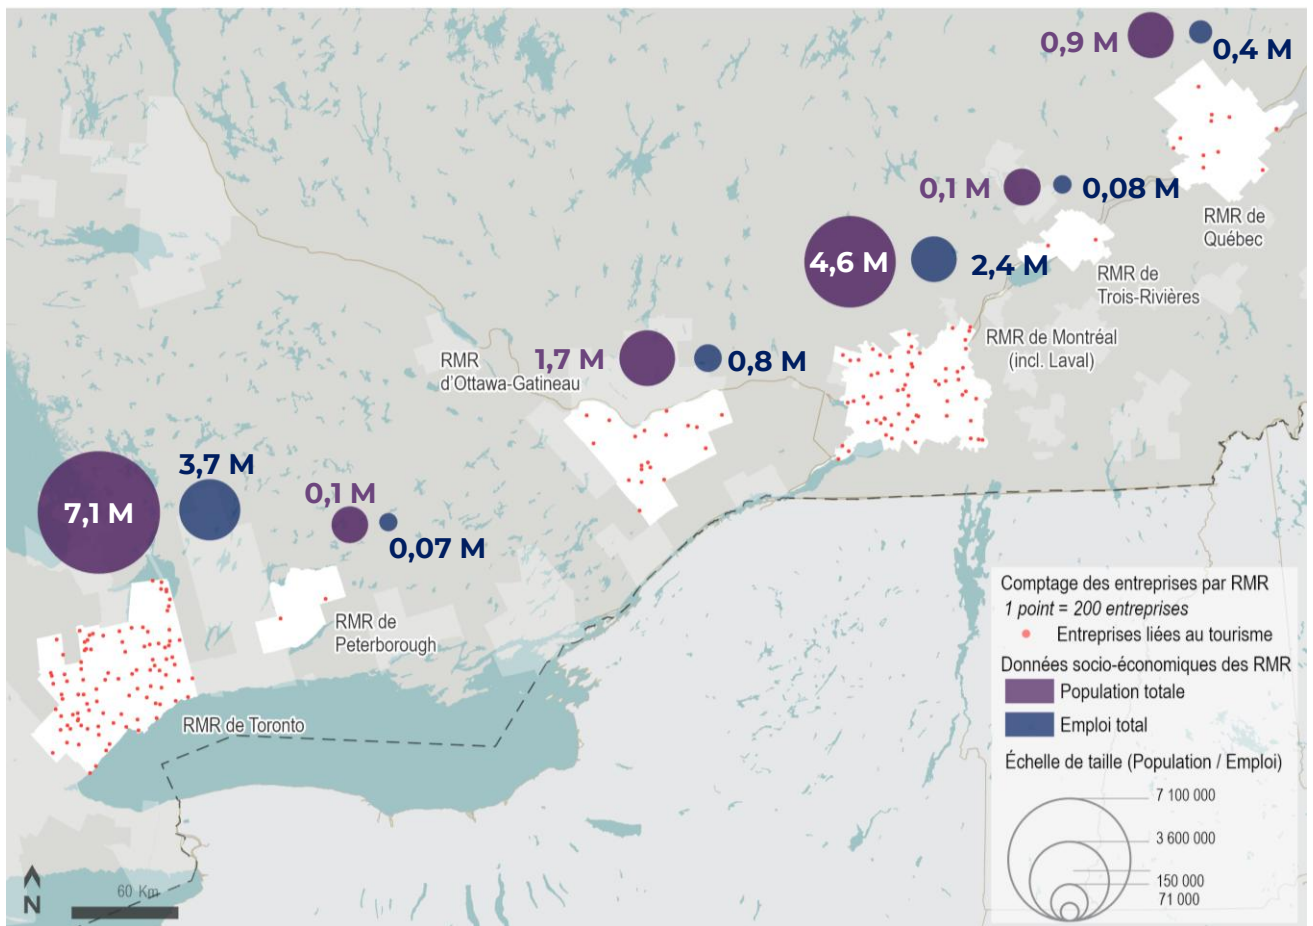 0,9 M
0,4 M
RMR de
Québec
0,1 M
0,08 M
RMR de
Trois-Rivières
4,6 M
2,4 M
RMR de Montréal
(incl. Laval)
RMR
d'Ottawa-Gatineau
1,7 M
0,8 M
7,1 M
3,7 M
0,1 M
0,07 M
RMR de
Peterborough
RMR de Toronto
Comptage des entreprises par RMR
1 point = 200 entreprises
Entreprises liées au tourisme
Données socio-économiques des RMR
Population totale
Emploi total
Échelle de taille (Population / Emploi)
7 100 000
3 600 000
150 000
71 000
N
60 Km